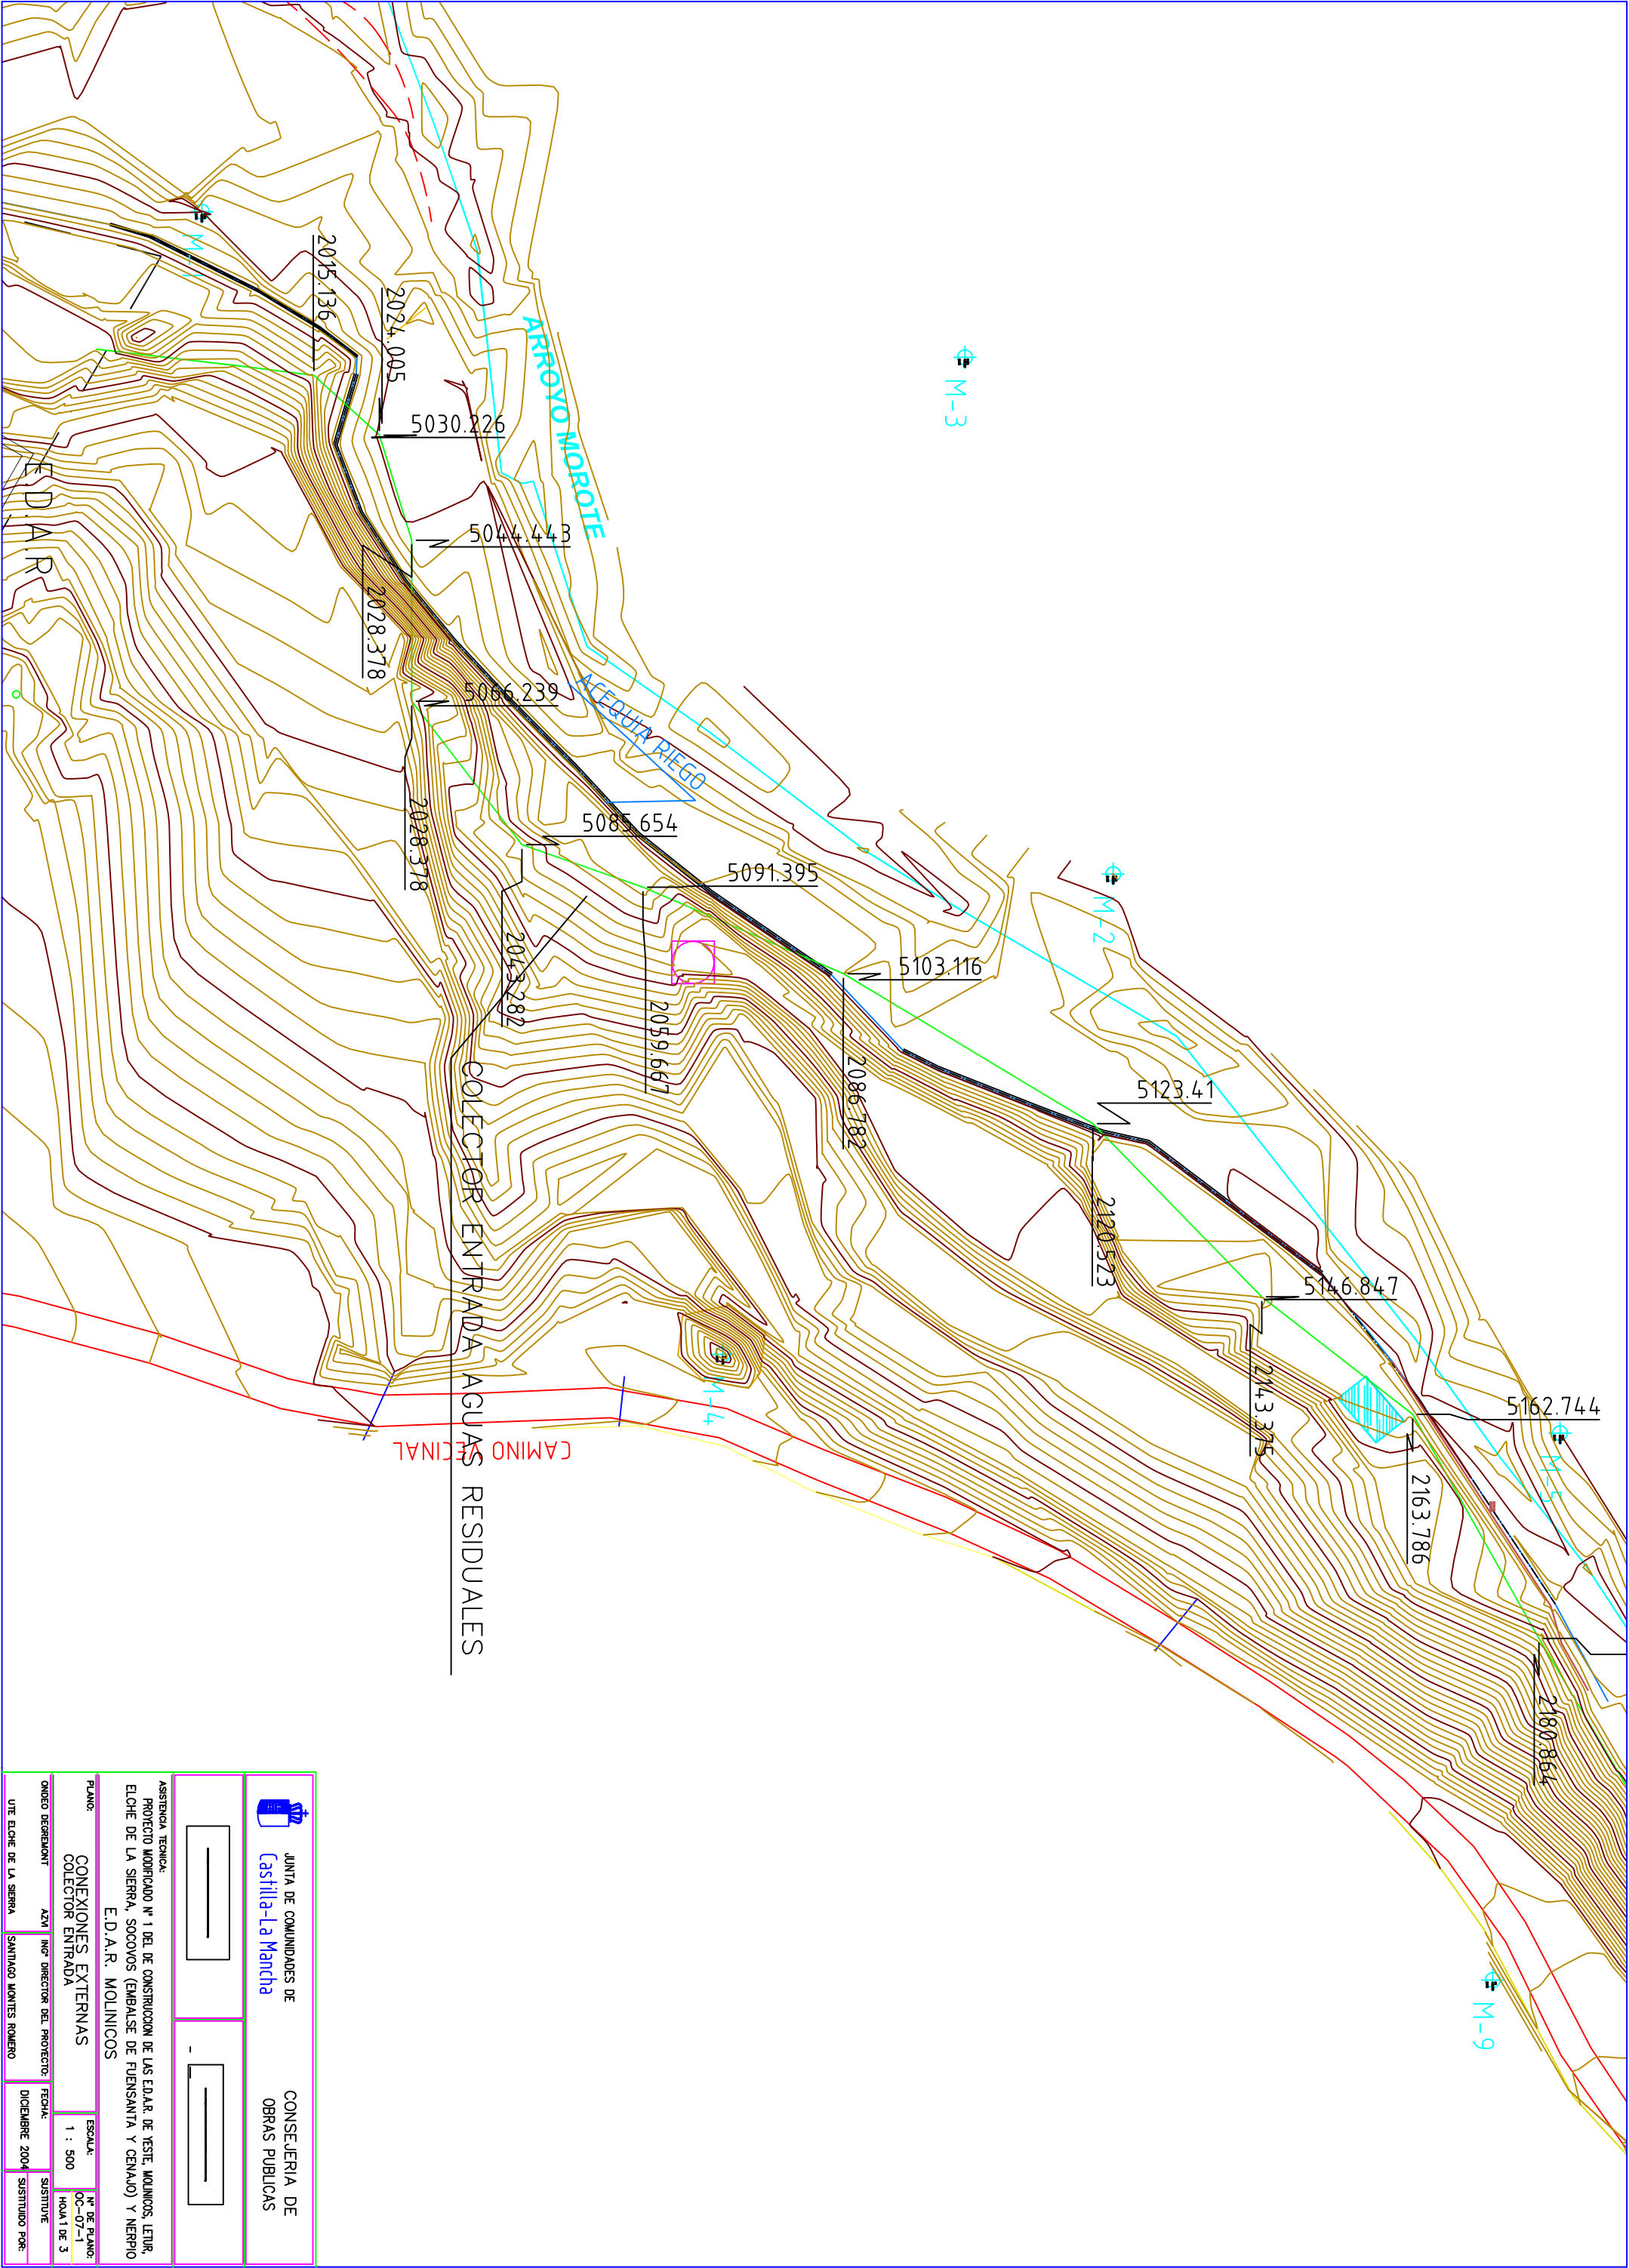 M-1
2015.136
2024.005
5030.226
5044.443
2028.378
5066.239
2028.378
5085.654
2043.282
5091.395
2059.667
5103.116
2086.782
5123.41
2120.523
5146.847
2143.375
5162.744
2163.786
2180.864
ARROYO MOROTE
ACEQUIA RIEGO
M-3
M-2
M-4
M-5
M-9
E.D.A.R
COLECTOR ENTRADA AGUAS RESIDUALES
CAMINO VECINAL
JUNTA DE COMUNIDADES DE
Castilla-La Mancha
CONSEJERIA DE
OBRAS PUBLICAS
ASISTENCIA TECNICA:
PROYECTO MODIFICADO Nº 1 DEL DE CONSTRUCCION DE LAS E.D.A.R. DE YESTE, MOLINICOS, LETUR,
ELCHE DE LA SIERRA, SOCOVOS (EMBALSE DE FUENSANTA Y CENAJO) Y NERPIO
E.D.A.R. MOLINICOS
PLANO:
CONEXIONES EXTERNAS
COLECTOR ENTRADA
ESCALA:
1 : 500
Nº DE PLANO:
OC-07-1
HOJA 1 DE 3
ONDEO DEGREMONT AZVI
UTE ELCHE DE LA SIERRA
INGº DIRECTOR DEL PROYECTO:
SANTIAGO MONTES ROMERO
FECHA:
DICIEMBRE 2004
SUSTITUYE
SUSTITUIDO POR: